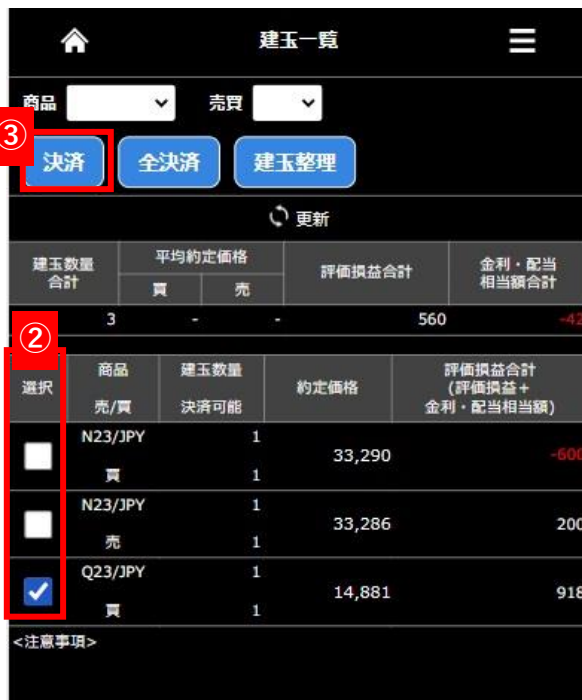 建玉一覧
商品 売買
③
決済 全決済 建玉整理
更新
建玉数量 合計 平均約定価格 買 売 評価損益合計 金利・配当 相当額合計
3 - - 560 -42
②
選択 商品 売/買 建玉数量 決済可能 約定価格 評価損益合計 (評価損益+ 金利・配当相当額)
N23/JPY 1
33,290 -600
買 1
N23/JPY 1
33,286 200
売 1
Q23/JPY 1
14,881 918
買 1
<注意事項>